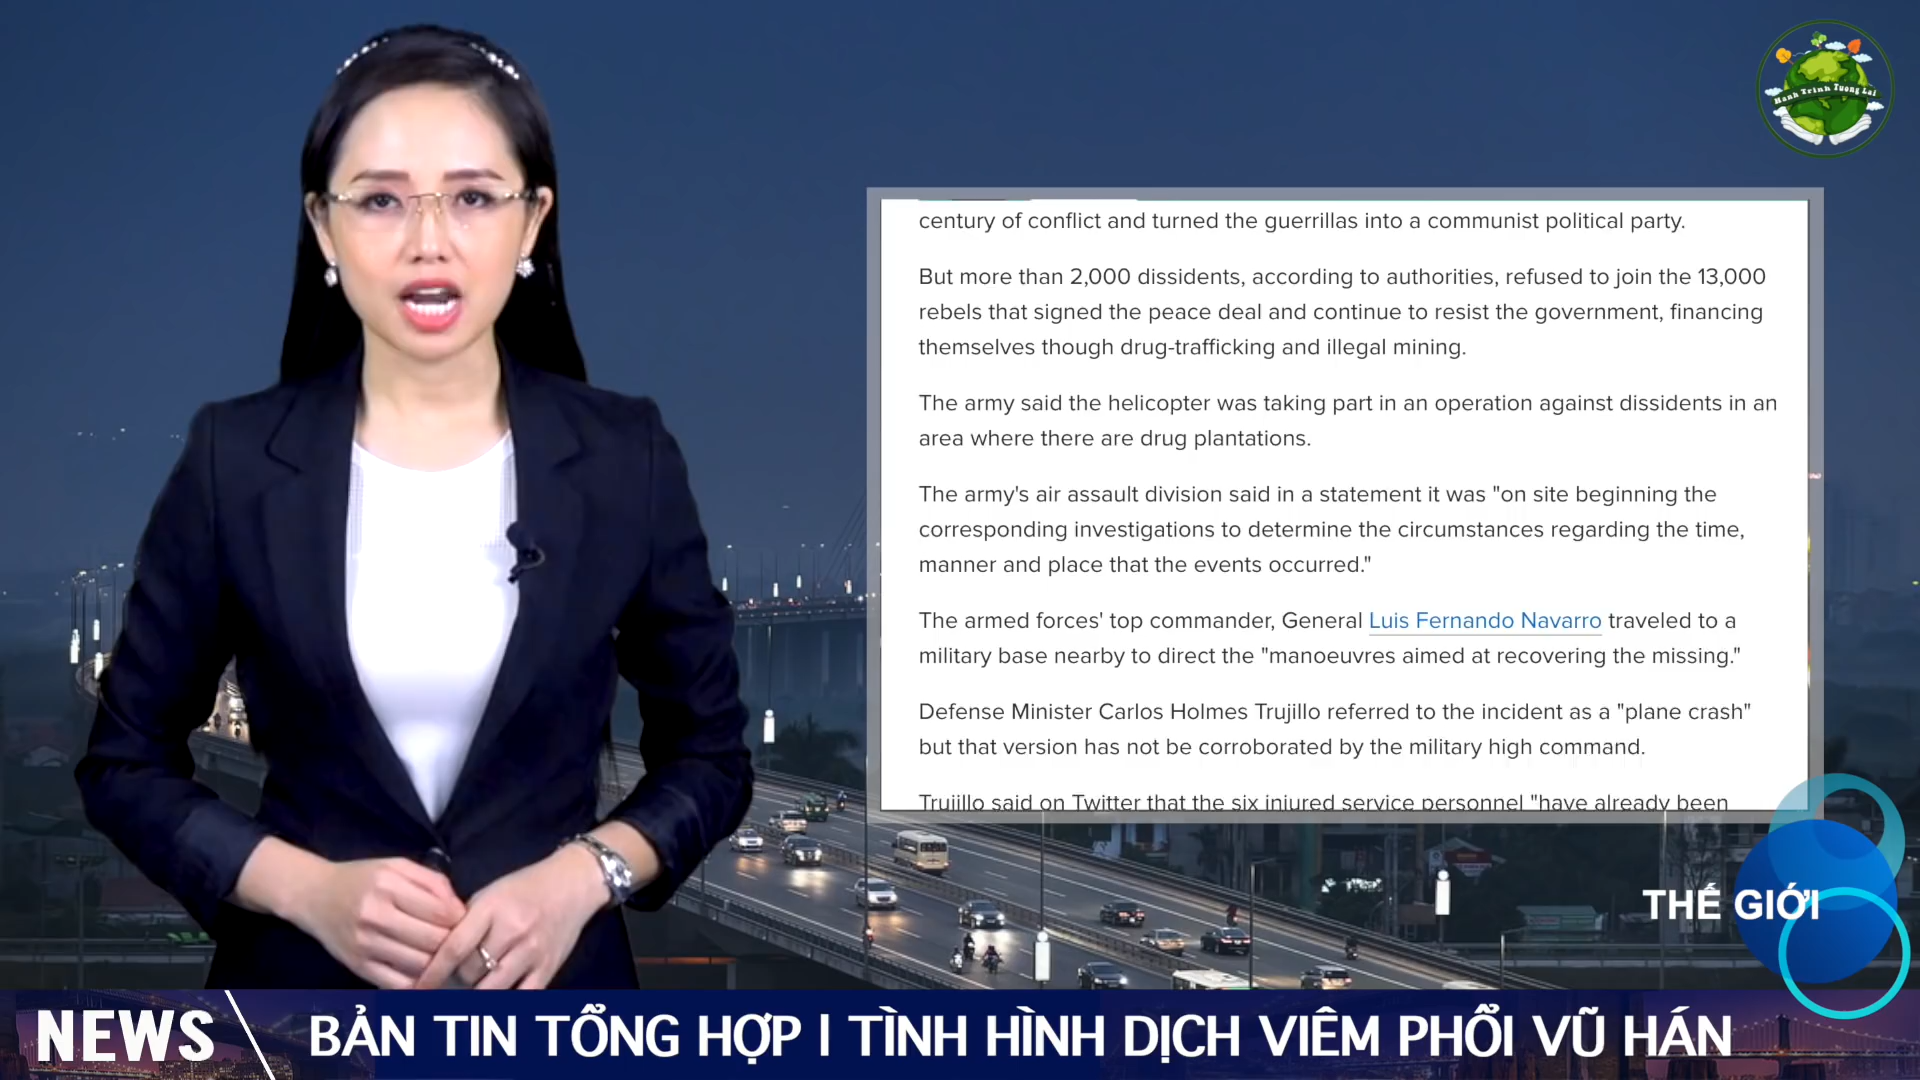 Hành Trình Tương Lai
century of conflict and turned the guerrillas into a communist political party.
But more than 2,000 dissidents, according to authorities, refused to join the 13,000
rebels that signed the peace deal and continue to resist the government, financing
themselves though drug-trafficking and illegal mining.
The army said the helicopter was taking part in an operation against dissidents in an
area where there are drug plantations.
The army's air assault division said in a statement it was "on site beginning the
corresponding investigations to determine the circumstances regarding the time,
manner and place that the events occurred."
The armed forces' top commander, General Luis Fernando Navarro traveled to a
military base nearby to direct the "manoeuvres aimed at recovering the missing."
Defense Minister Carlos Holmes Trujillo referred to the incident as a "plane crash"
but that version has not be corroborated by the military high command.
Trujillo said on Twitter that the six injured service personnel "have already been
THẾ GIỚI
NEWS
BẢN TIN TỔNG HỢP | TÌNH HÌNH DỊCH VIÊM PHỔI VŨ HÁN